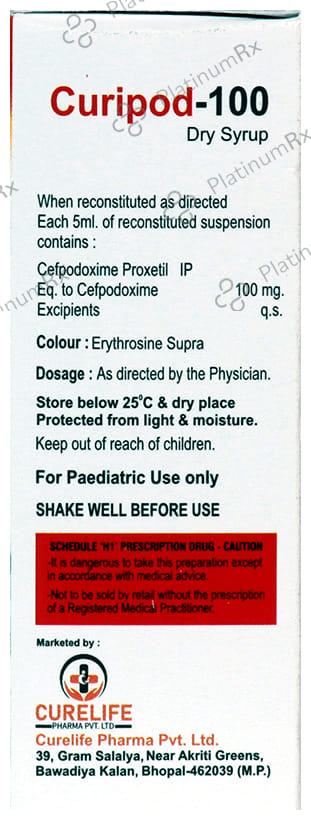 Curipod-100
Dry Syrup
When reconstituted as directed
Each 5ml. of reconstituted suspension
contains :
Cefpodoxime Proxetil IP
Eq. to Cefpodoxime 100 mg.
Excipients q.s.
Colour : Erythrosine Supra
Dosage : As directed by the Physician.
Store below 25°C & dry place
Protected from light & moisture.
Keep out of reach of children.
For Paediatric Use only
SHAKE WELL BEFORE USE
SCHEDULE 'H1' PRESCRIPTION DRUG - CAUTION
-It is dangerous to take this preparation except
in accordance with medical advice.
-Not to be sold by retail without the prescription
of a Registered Medical Practitioner.
Marketed by :
CURELIFE
PHARMA PVT. LTD
Curelife Pharma Pvt. Ltd.
39, Gram Salalya, Near Akriti Greens,
Bawadiya Kalan, Bhopal-462039 (M.P.)
PlatinumRx
PlatinumRx